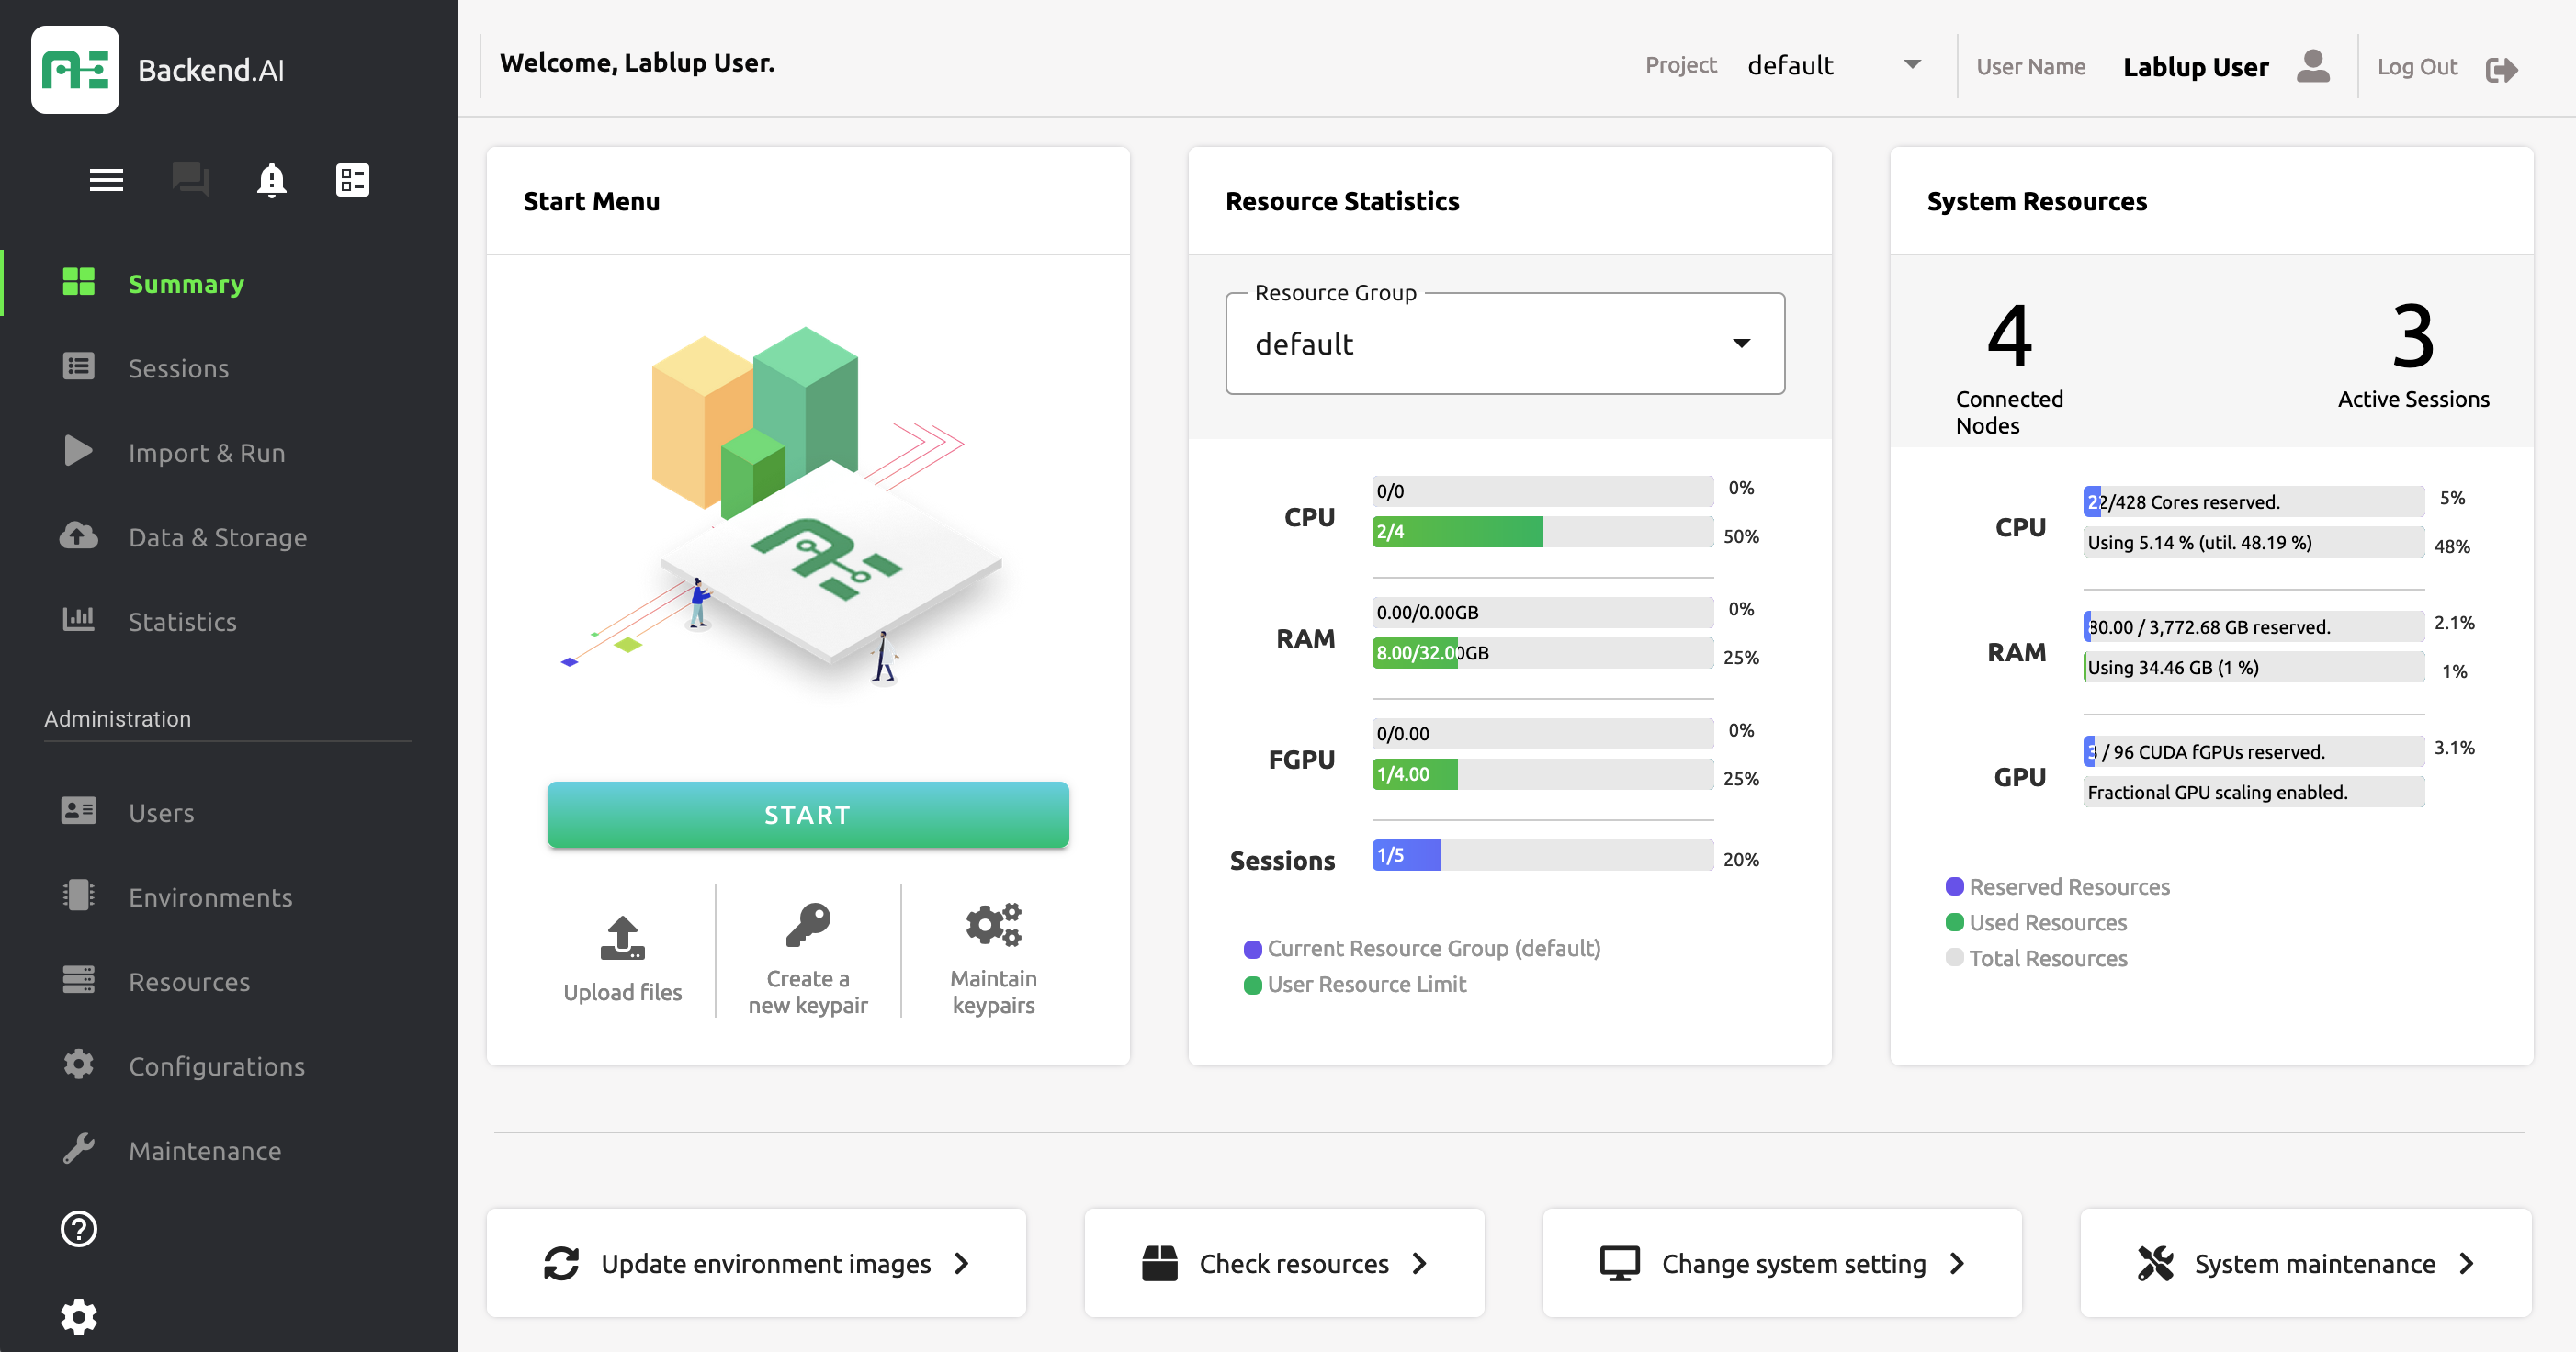 Backend.AI
Summary
Sessions
Import & Run
Data & Storage
Statistics
Administration
Users
Environments
Resources
Configurations
Maintenance
Welcome, Lablup User.
Project default
User Name Lablup User
Log Out
Start Menu
START
Upload files
Create a
new keypair
Maintain
keypairs
Resource Statistics
Resource Group
default
CPU
0/0 0%
2/4 50%
RAM
0.00/0.00GB 0%
8.00/32.00GB 25%
FGPU
0/0.00 0%
1/4.00 25%
Sessions
1/5 20%
Current Resource Group (default)
User Resource Limit
System Resources
4
Connected
Nodes
3
Active Sessions
CPU
22/428 Cores reserved. 5%
Using 5.14 % (util. 48.19 %) 48%
RAM
80.00 / 3,772.68 GB reserved. 2.1%
Using 34.46 GB (1 %) 1%
GPU
3 / 96 CUDA fGPUs reserved. 3.1%
Fractional GPU scaling enabled.
Reserved Resources
Used Resources
Total Resources
Update environment images
Check resources
Change system setting
System maintenance